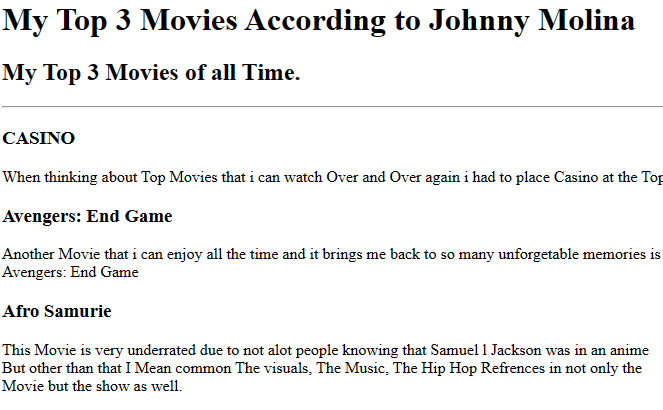 My Top 3 Movies According to Johnny Molina
My Top 3 Movies of all Time.
CASINO
When thinking about Top Movies that i can watch Over and Over again i had to place Casino at the Top
Avengers: End Game
Another Movie that i can enjoy all the time and it brings me back to so many unforgetable memories is
Avengers: End Game
Afro Samurie
This Movie is very underrated due to not alot people knowing that Samuel l Jackson was in an anime
But other than that I Mean common The visuals, The Music, The Hip Hop Refrences in not only the
Movie but the show as well.